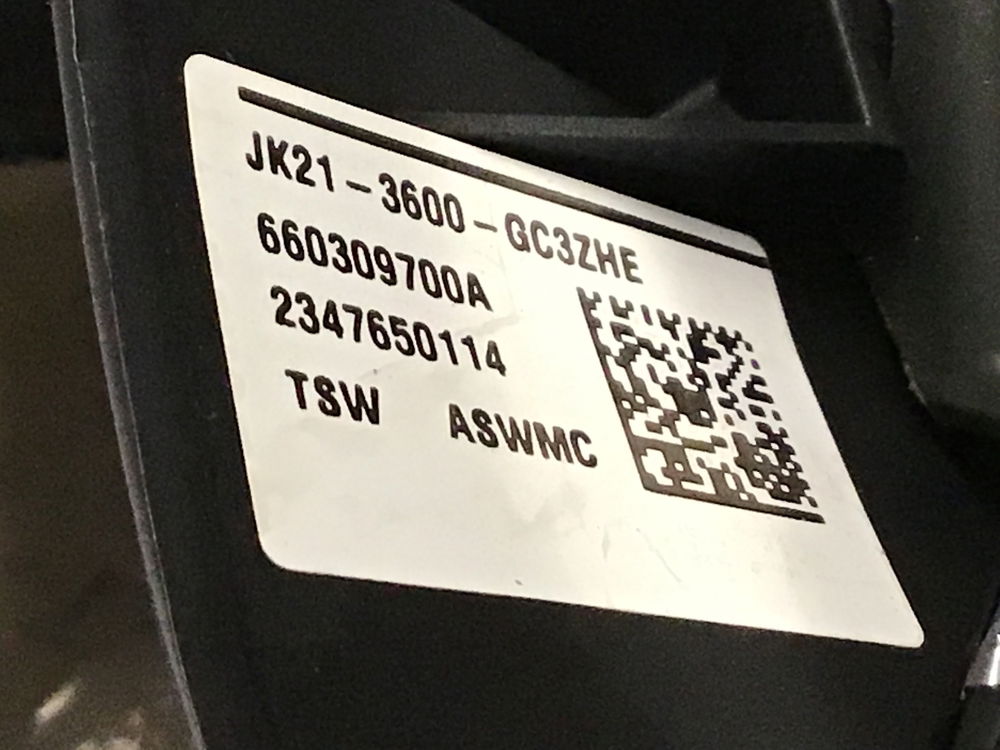 JK21-3600-GC3ZHE
660309700A
2347650114
TSW ASWMC